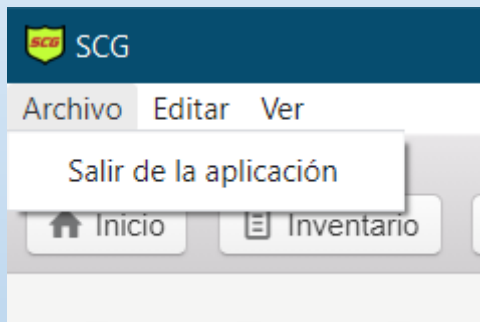 SCG SCG
Archivo Editar Ver
Salir de la aplicación
Inicio Inventario